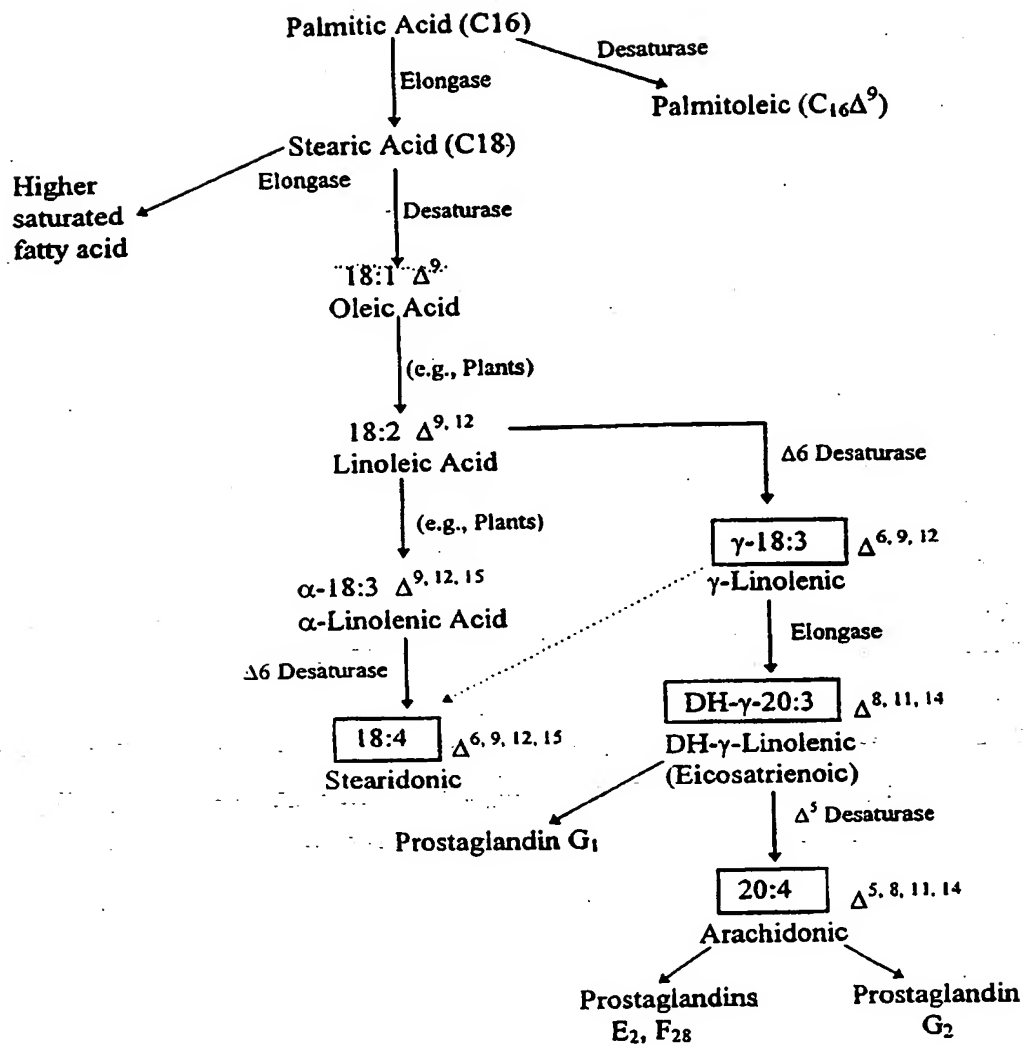 Palmitic Acid (C16)
Desaturase
Elongase
Palmitoleic (C₁₆Δ⁹)
Stearic Acid (C18)
Elongase
Higher
saturated
fatty acid
Desaturase
18:1 Δ⁹
Oleic Acid
(e.g., Plants)
18:2 Δ⁹, ¹²
Linoleic Acid
Δ6 Desaturase
(e.g., Plants)
γ-18:3 Δ⁶, ⁹, ¹²
γ-Linolenic
α-18:3 Δ⁹, ¹², ¹⁵
α-Linolenic Acid
Elongase
Δ6 Desaturase
DH-γ-20:3 Δ⁸, ¹¹, ¹⁴
DH-γ-Linolenic
(Eicosatrienoic)
18:4 Δ⁶, ⁹, ¹², ¹⁵
Stearidonic
Δ⁵ Desaturase
Prostaglandin G₁
20:4 Δ⁵, ⁸, ¹¹, ¹⁴
Arachidonic
Prostaglandins
E₂, F₂₈
Prostaglandin
G₂